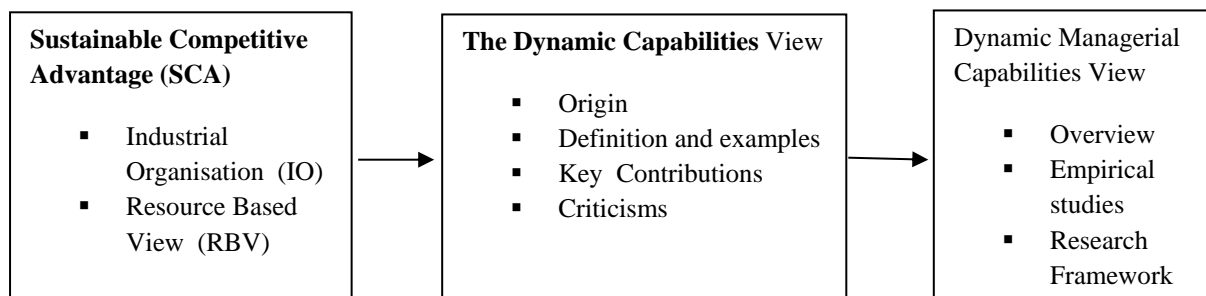 Sustainable Competitive
Advantage (SCA)
▪ Industrial
Organisation (IO)
▪ Resource Based
View (RBV)
The Dynamic Capabilities View
▪ Origin
▪ Definition and examples
▪ Key Contributions
▪ Criticisms
Dynamic Managerial
Capabilities View
▪ Overview
▪ Empirical
studies
▪ Research
Framework